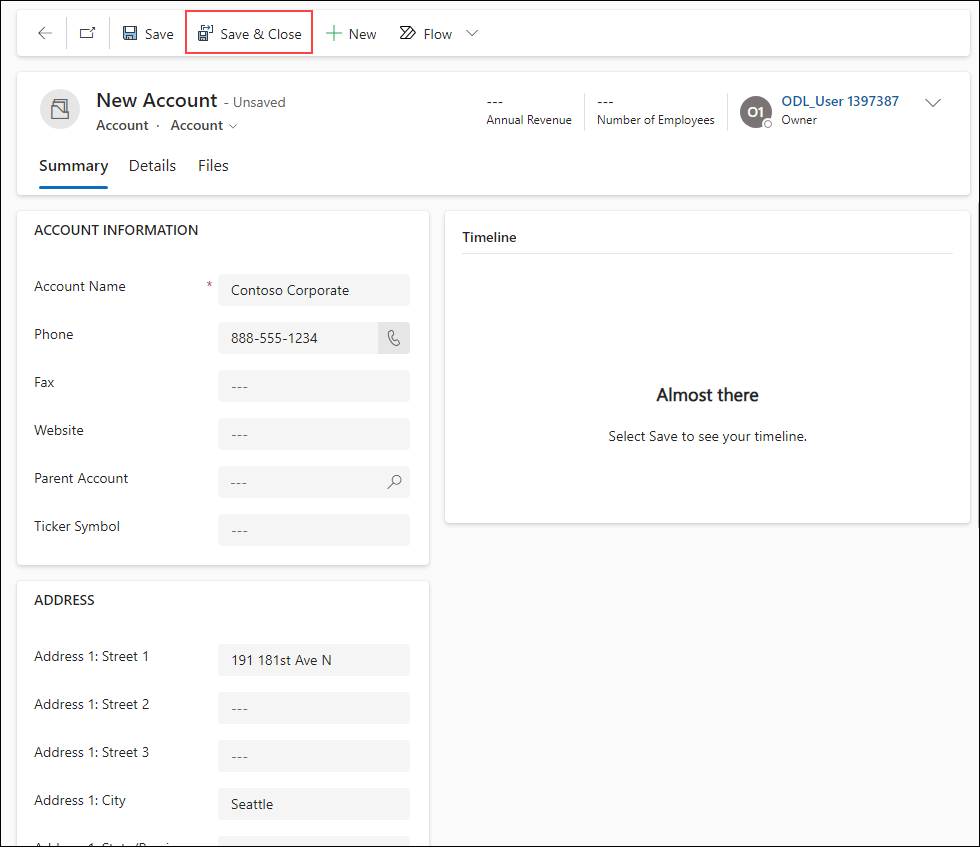 Save Save & Close New Flow
New Account - Unsaved
Account · Account
---
Annual Revenue
---
Number of Employees
O1
ODL_User 1397387
Owner
Summary Details Files
ACCOUNT INFORMATION
Account Name * Contoso Corporate
Phone 888-555-1234
Fax ---
Website ---
Parent Account ---
Ticker Symbol ---
Timeline
Almost there
Select Save to see your timeline.
ADDRESS
Address 1: Street 1 191 181st Ave N
Address 1: Street 2 ---
Address 1: Street 3 ---
Address 1: City Seattle